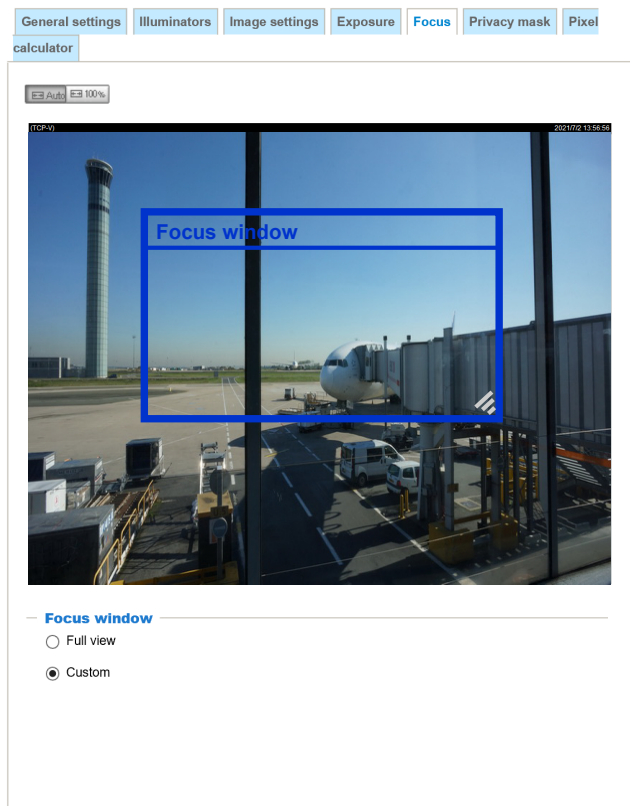 General settings Illuminators Image settings Exposure Focus Privacy mask Pixel
calculator
Auto 100%
(TCP-V) 2021/7/2 13:56:56
Focus window
Focus window
Full view
Custom